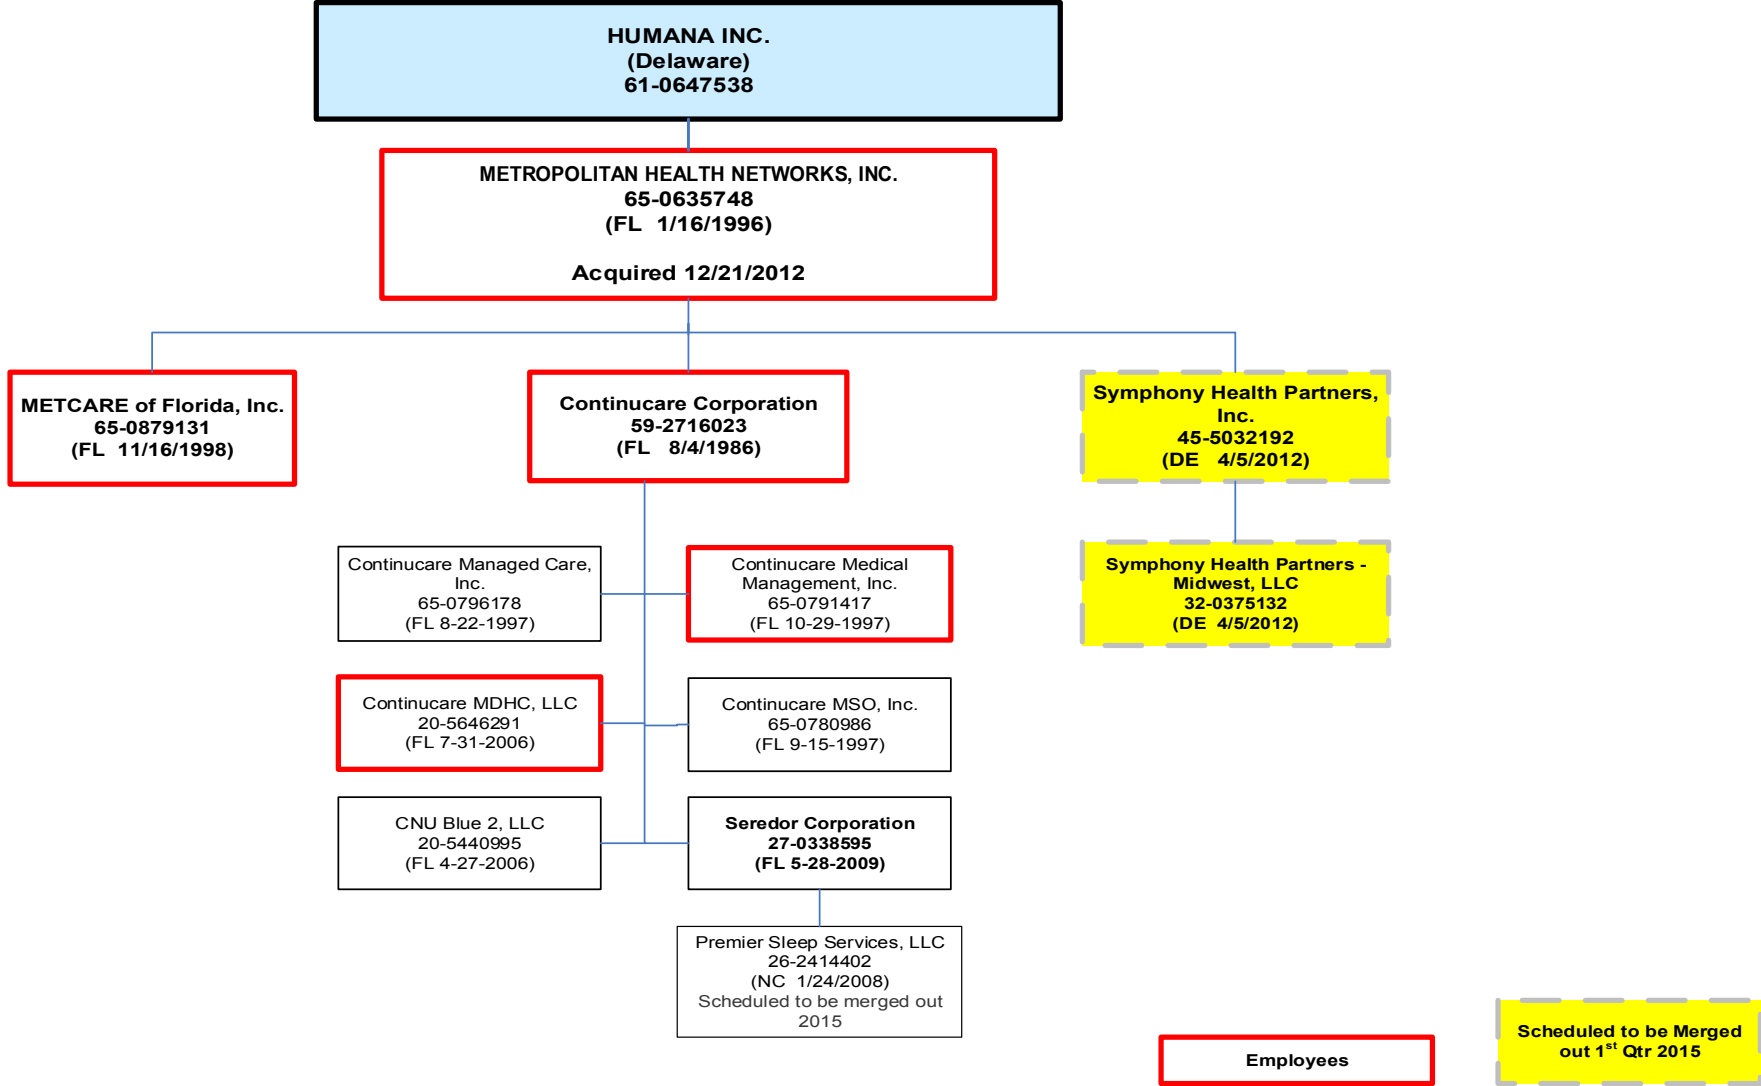 HUMANA INC.
(Delaware)
61-0647538
METROPOLITAN HEALTH NETWORKS, INC.
65-0635748
(FL 1/16/1996)
Acquired 12/21/2012
METCARE of Florida, Inc.
65-0879131
(FL 11/16/1998)
Continucare Corporation
59-2716023
(FL 8/4/1986)
Symphony Health Partners,
Inc.
45-5032192
(DE 4/5/2012)
Continucare Managed Care,
Inc.
65-0796178
(FL 8-22-1997)
Continucare Medical
Management, Inc.
65-0791417
(FL 10-29-1997)
Symphony Health Partners -
Midwest, LLC
32-0375132
(DE 4/5/2012)
Continucare MDHC, LLC
20-5646291
(FL 7-31-2006)
Continucare MSO, Inc.
65-0780986
(FL 9-15-1997)
CNU Blue 2, LLC
20-5440995
(FL 4-27-2006)
Seredor Corporation
27-0338595
(FL 5-28-2009)
Premier Sleep Services, LLC
26-2414402
(NC 1/24/2008)
Scheduled to be merged out
2015
Employees
Scheduled to be Merged
out 1st Qtr 2015